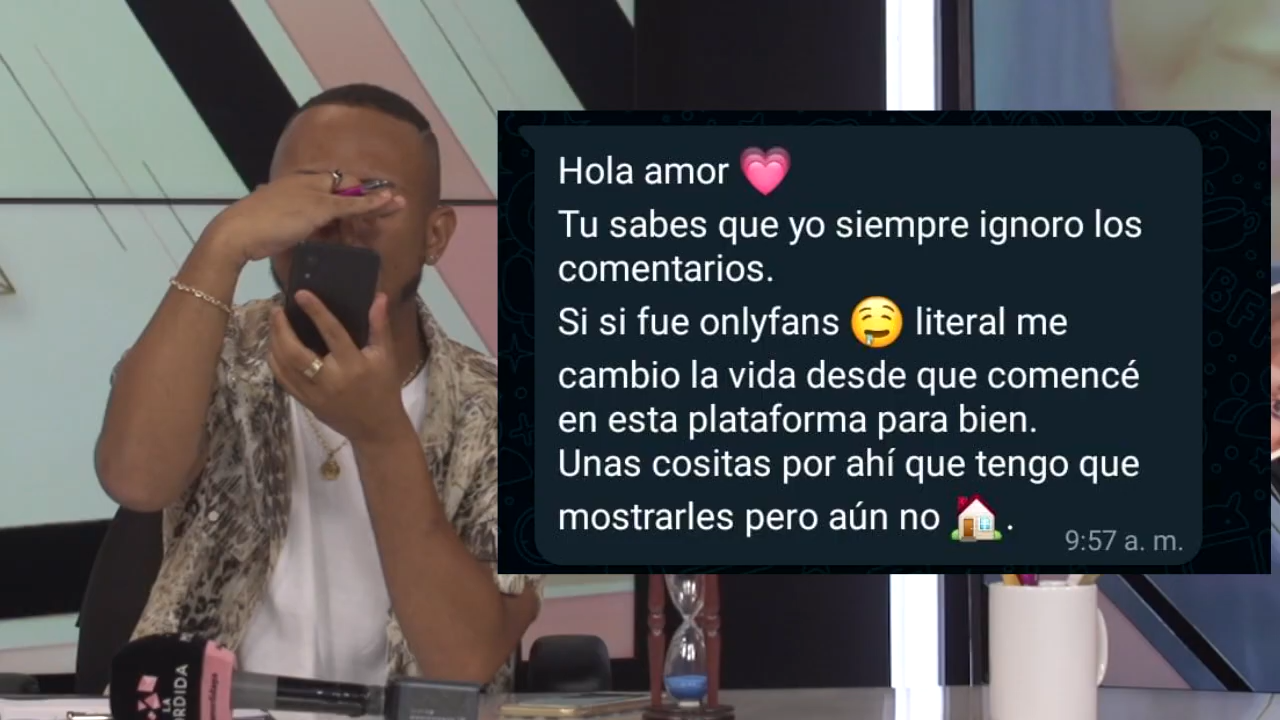 Hola amor 💗
Tu sabes que yo siempre ignoro los
comentarios.
Si si fue onlyfans 🤤 literal me
cambio la vida desde que comencé
en esta plataforma para bien.
Unas cositas por ahí que tengo que
mostrarles pero aún no 🏡.
9:57 a. m.
LA